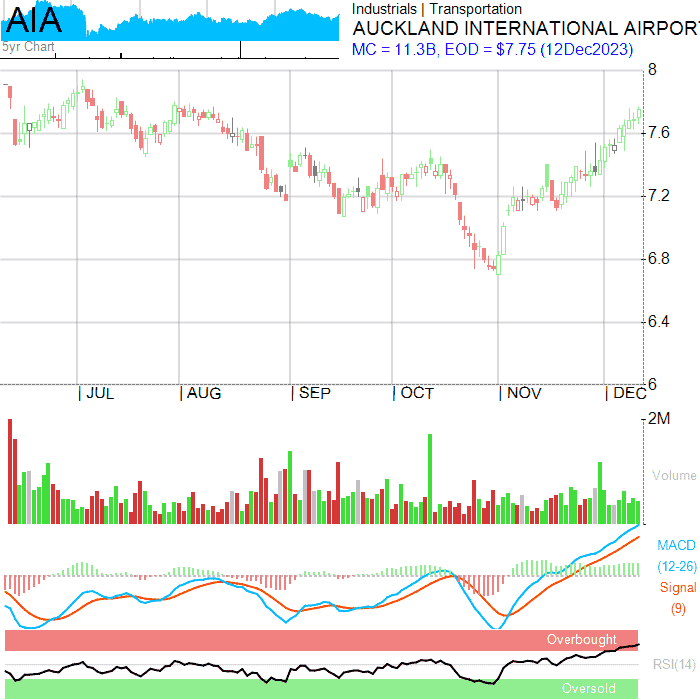 AIA
5yr Chart
Industrials | Transportation
AUCKLAND INTERNATIONAL AIRPOR
MC = 11.3B, EOD = $7.75 (12Dec2023)
8
7.6
7.2
6.8
6.4
6
| JUL | AUG | SEP | OCT | NOV | DEC
2M
Volume
MACD
(12-26)
Signal
(9)
Overbought
RSI(14)
Oversold